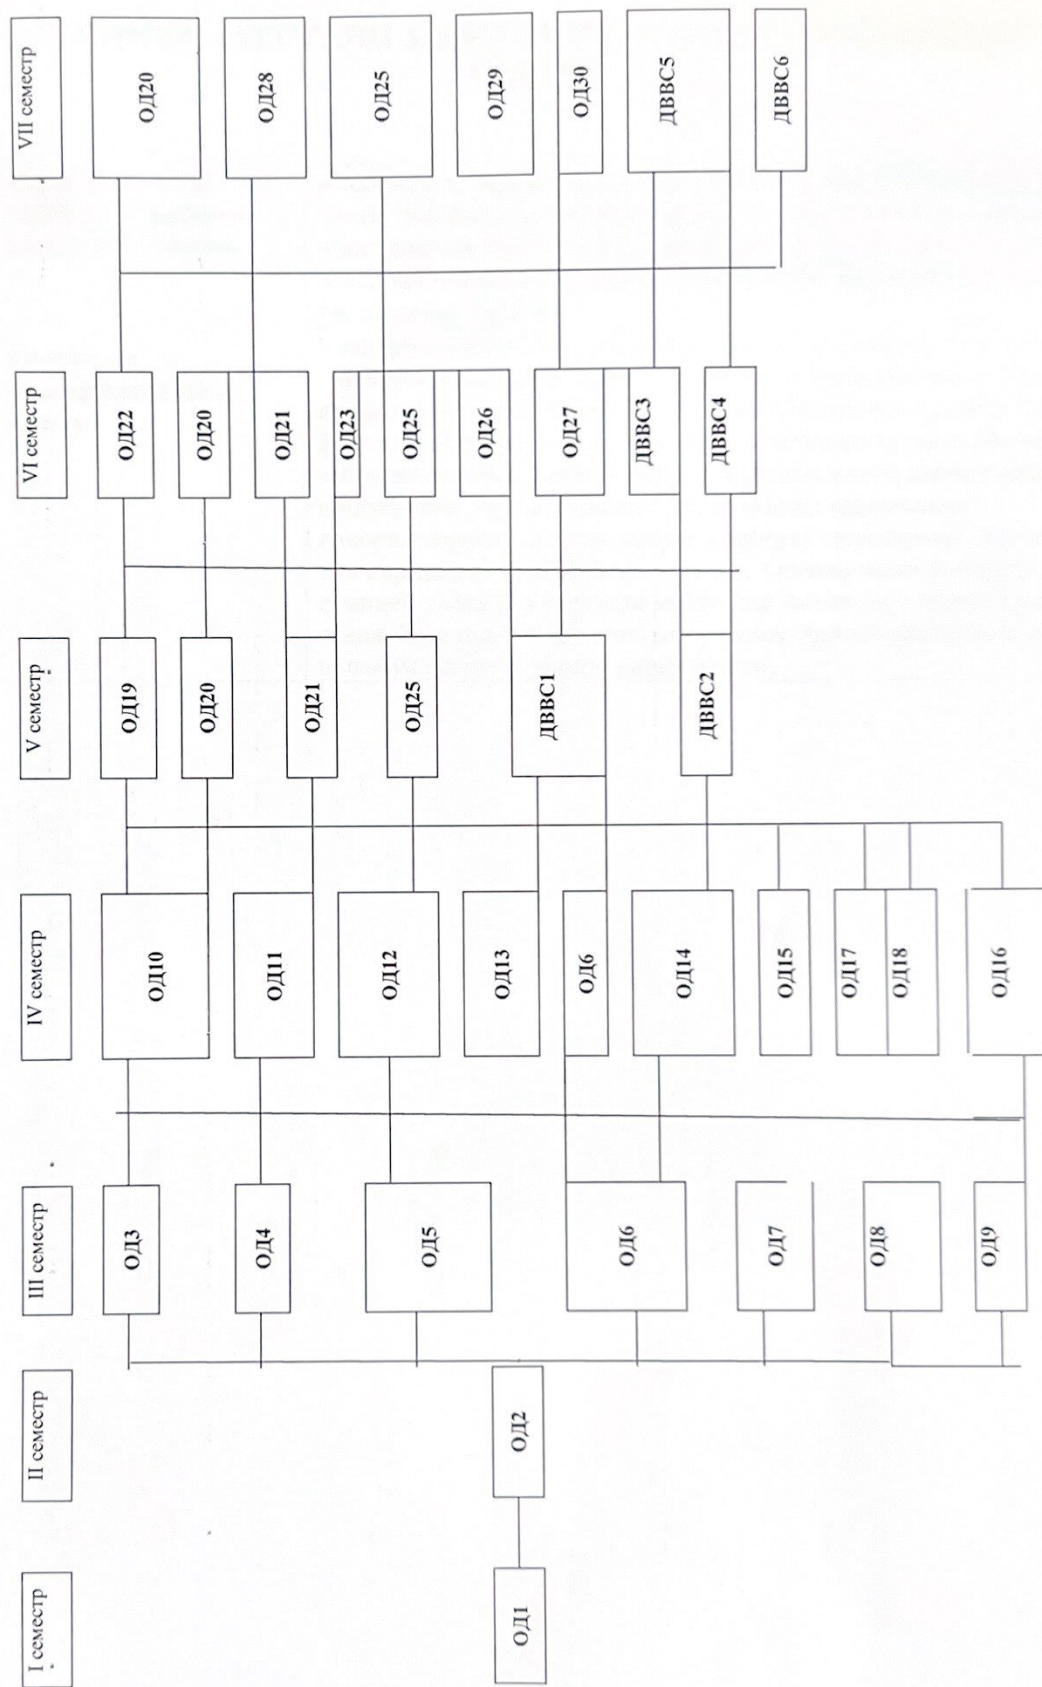 I семестр
ОД1
II семестр
ОД2
III семестр
ОД3
ОД4
ОД5
ОД6
ОД7
ОД8
ОД9
IV семестр
ОД10
ОД11
ОД12
ОД13
ОД6
ОД14
ОД15
ОД17
ОД18
ОД16
V семестр
ОД19
ОД20
ОД21
ОД25
ДВВС1
ДВВС2
VI семестр
ОД22
ОД20
ОД21
ОД23
ОД25
ОД26
ОД27
ДВВС3
ДВВС4
VII семестр
ОД20
ОД28
ОД25
ОД29
ОД30
ДВВС5
ДВВС6